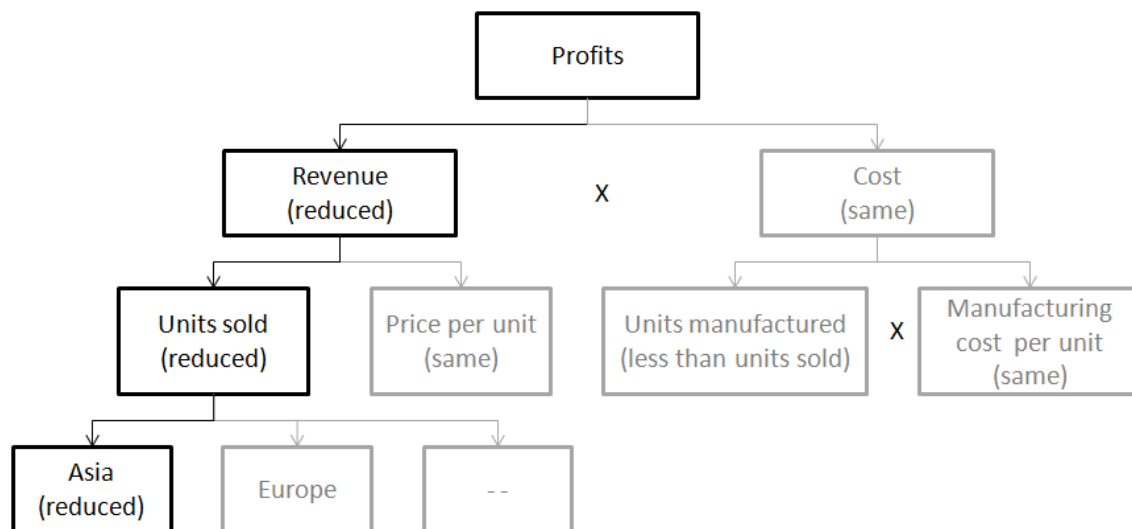 Profits
Revenue
(reduced)
X
Cost
(same)
Units sold
(reduced)
Price per unit
(same)
Units manufactured
(less than units sold)
X
Manufacturing
cost per unit
(same)
Asia
(reduced)
Europe
- -